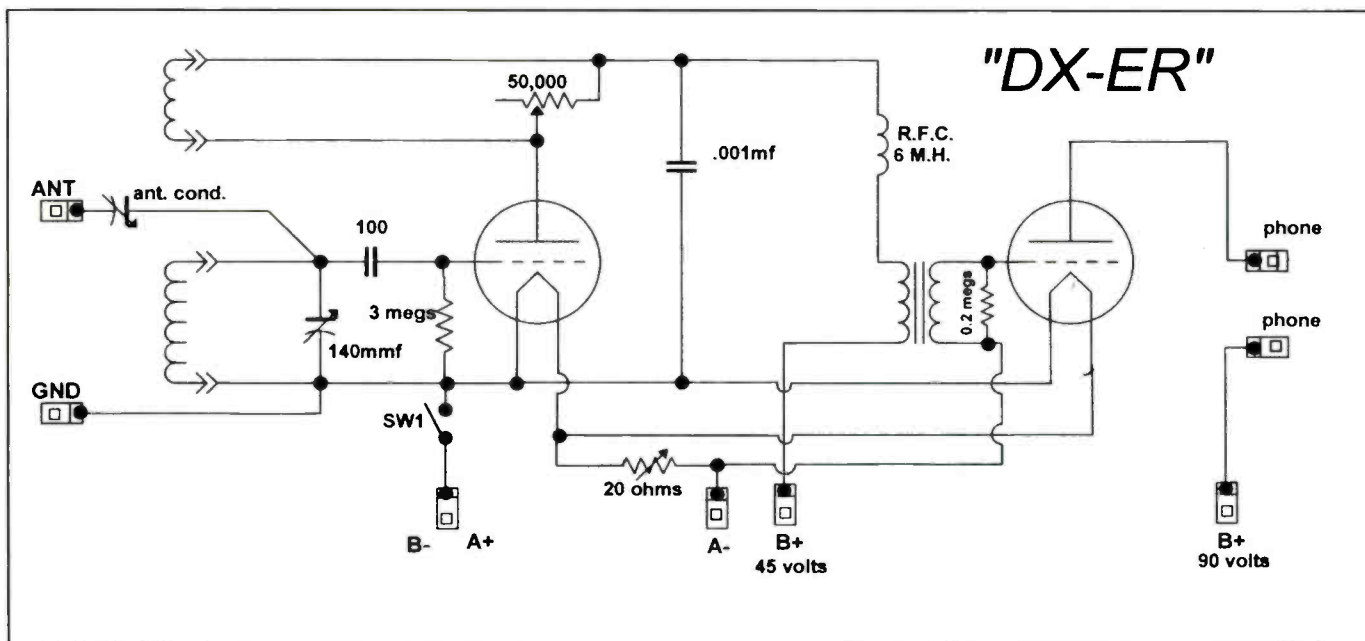 "DX-ER"
50,000
R.F.C.
6 M.H.
.001mf
ANT
ant. cond.
100
phone
3 megs
0.2 megs
140mmf
phone
GND
SW1
20 ohms
B-
A+
A-
B+
45 volts
B+
90 volts